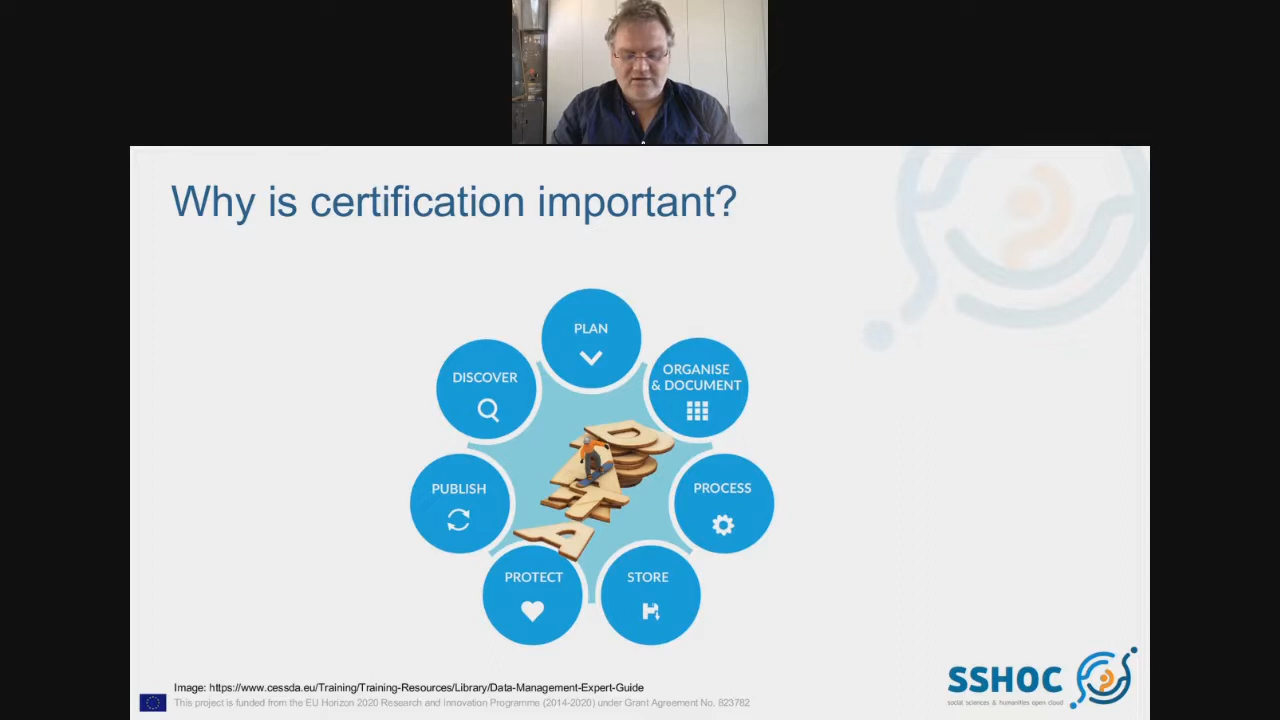 Why is certification important?
PLAN
DISCOVER
ORGANISE
& DOCUMENT
PUBLISH
PROCESS
DATA
PROTECT
STORE
SSHOC
social sciences & humanities open cloud
Image: https://www.cessda.eu/Training/Training-Resources/Library/Data-Management-Expert-Guide
This project is funded from the EU Horizon 2020 Research and Innovation Programme (2014-2020) under Grant Agreement No. 823782